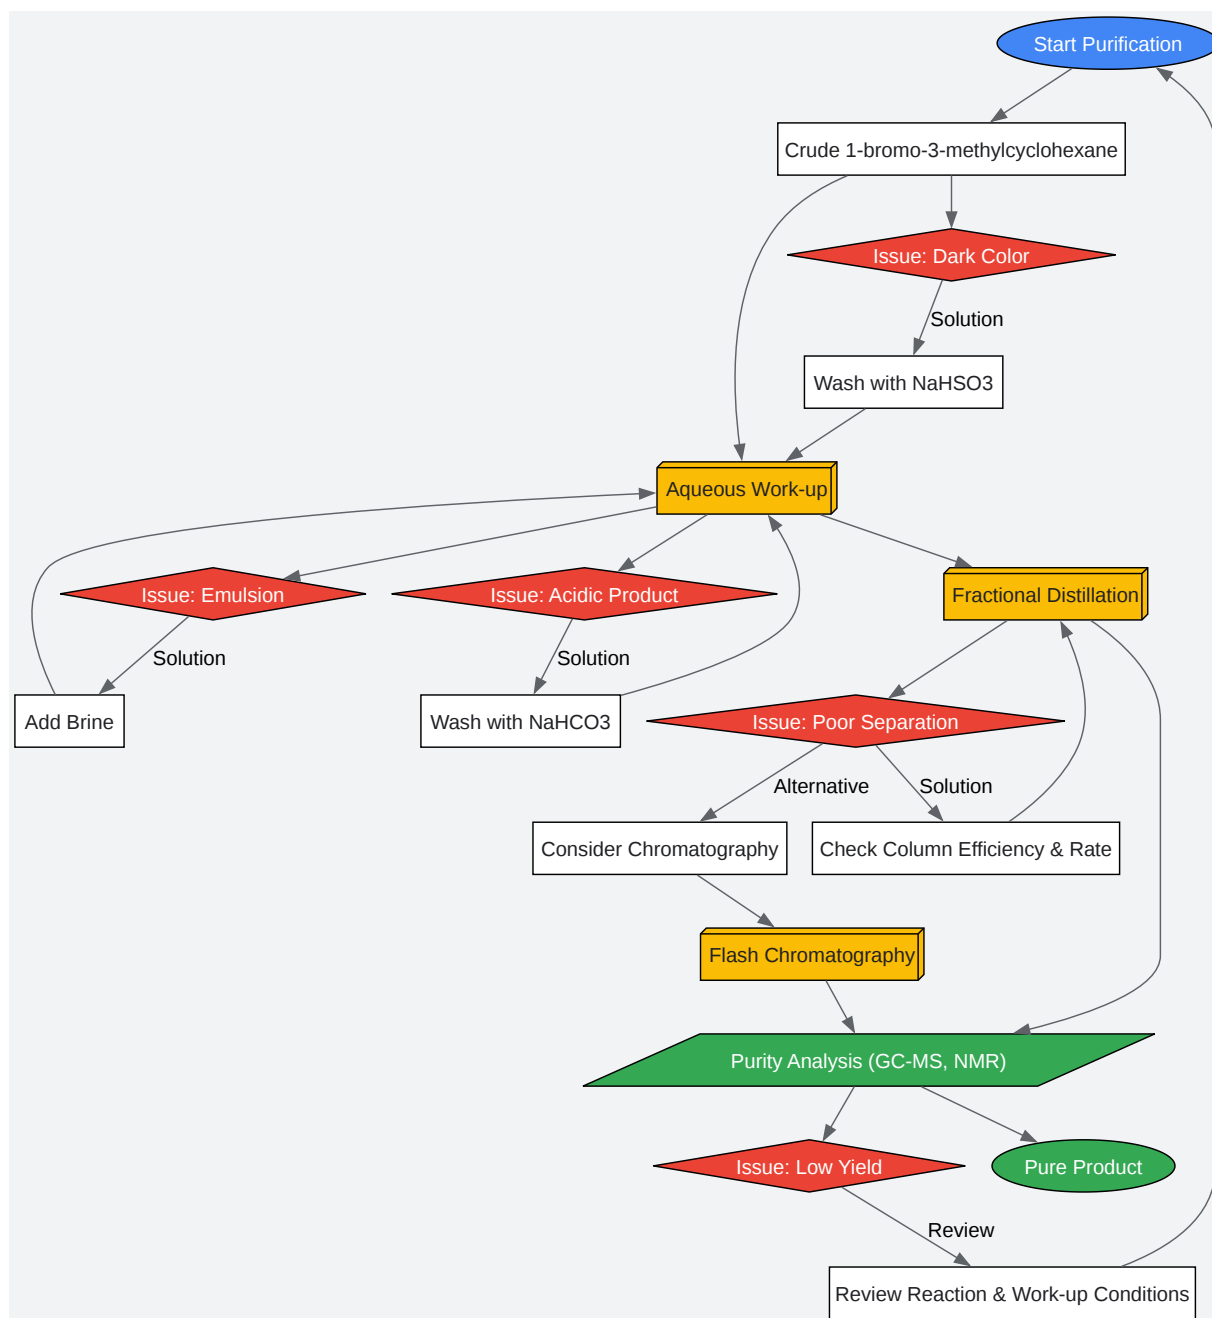 Start Purification
Crude 1-bromo-3-methylcyclohexane
Issue: Dark Color
Solution
Wash with NaHSO3
Aqueous Work-up
Issue: Emulsion
Issue: Acidic Product
Fractional Distillation
Solution
Solution
Add Brine
Wash with NaHCO3
Issue: Poor Separation
Alternative
Solution
Consider Chromatography
Check Column Efficiency & Rate
Flash Chromatography
Purity Analysis (GC-MS, NMR)
Issue: Low Yield
Pure Product
Review
Review Reaction & Work-up Conditions